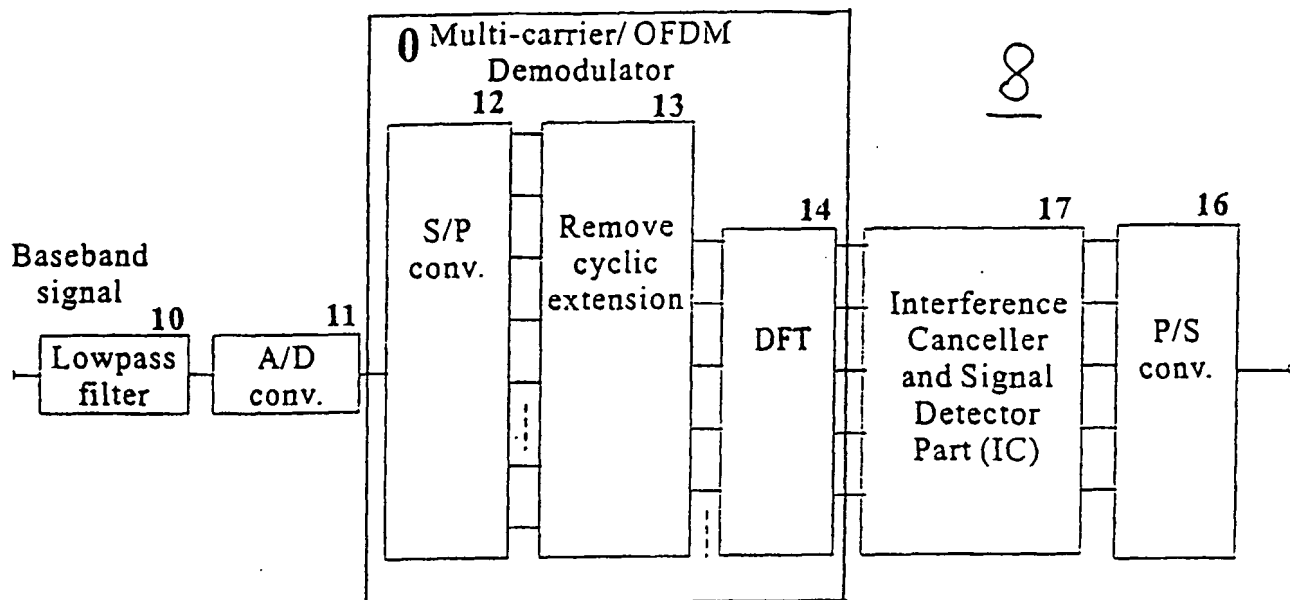 0 Multi-carrier/ OFDM
Demodulator
8
12
13
14
17
16
Baseband
signal
10
11
Lowpass
filter
A/D
conv.
S/P
conv.
Remove
cyclic
extension
DFT
Interference
Canceller
and Signal
Detector
Part (IC)
P/S
conv.